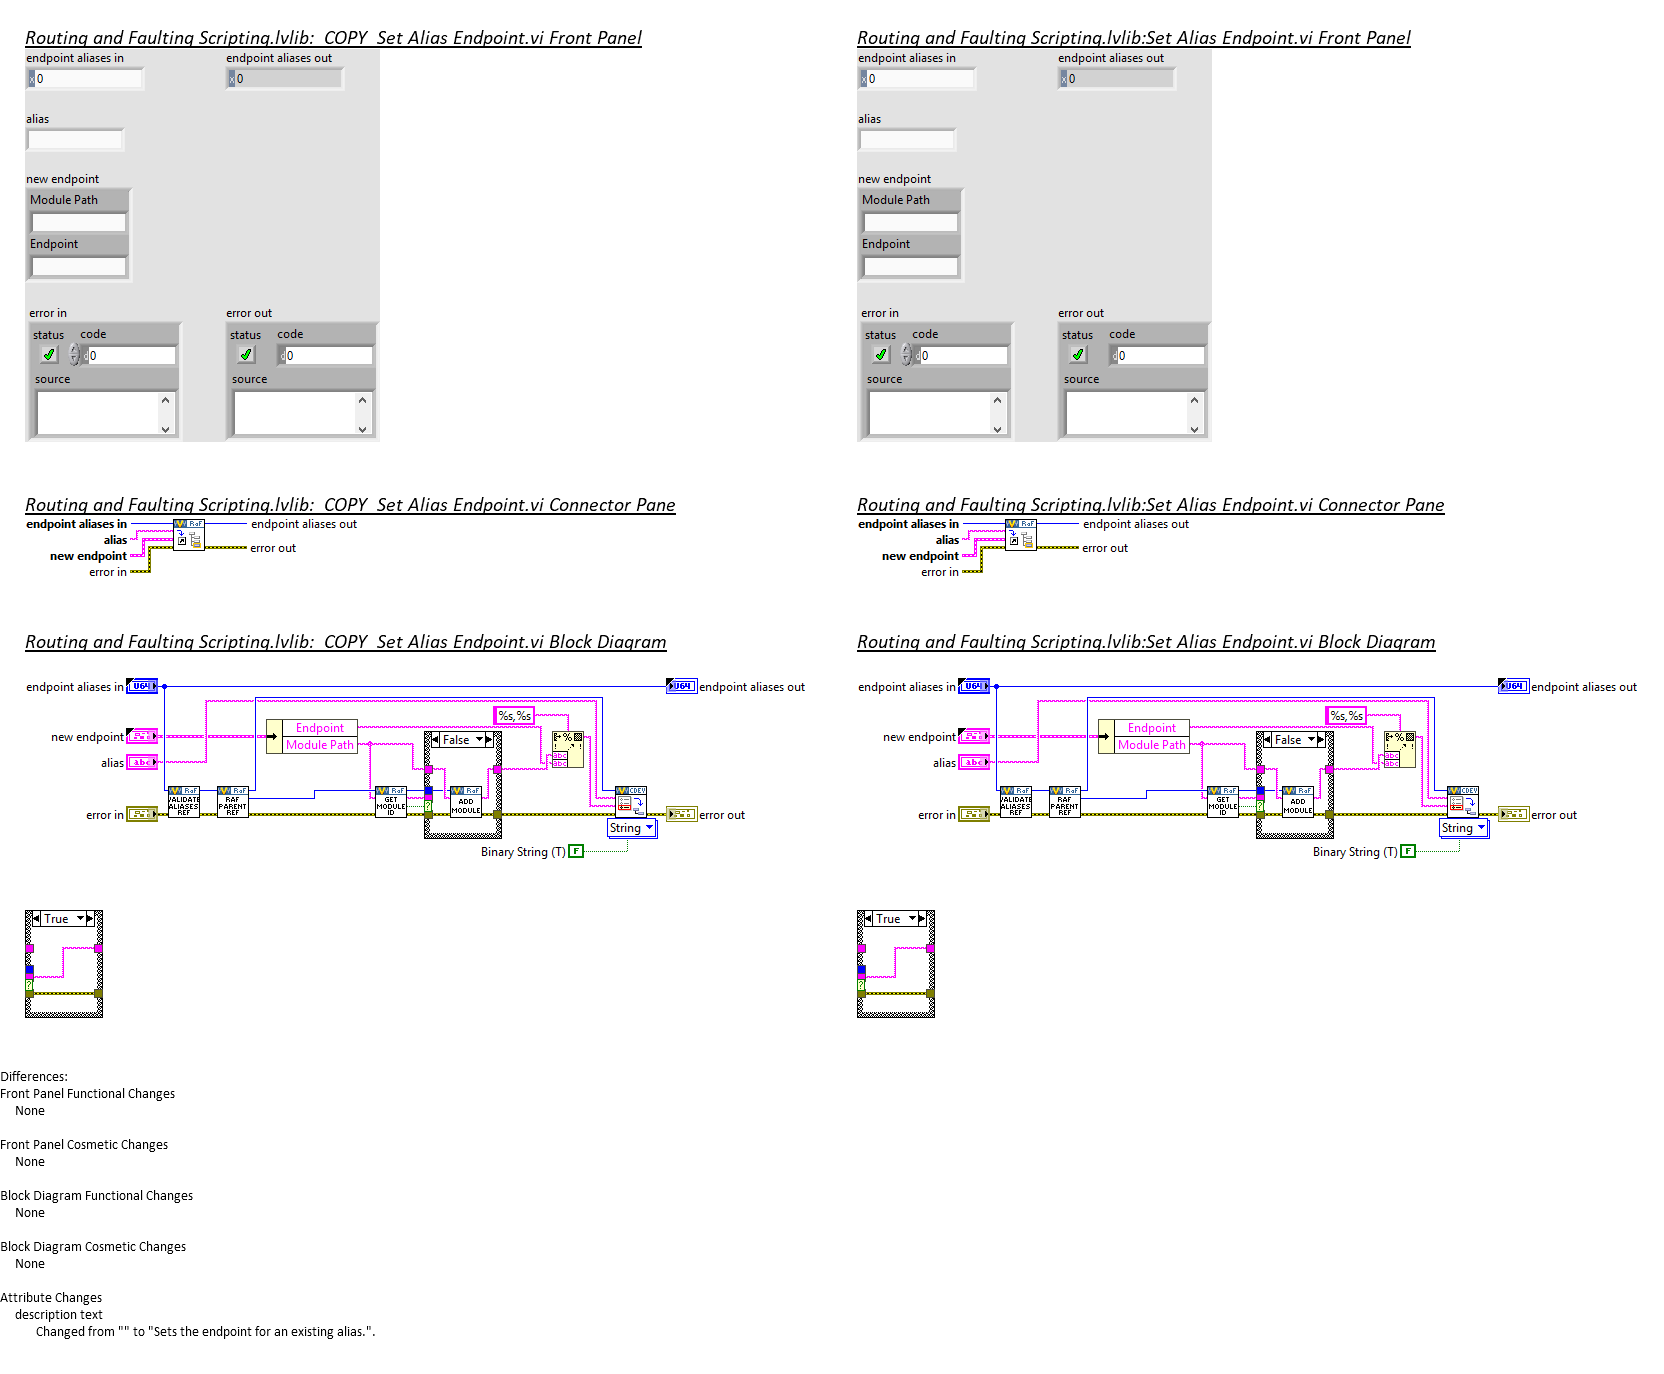 Routing and Faulting Scripting.lvlib:_COPY_Set Alias Endpoint.vi Front Panel
endpoint aliases in
endpoint aliases out
x 0
x 0
alias
new endpoint
Module Path
Endpoint
error in
error out
status code
status code
d 0
d 0
source
source
Routing and Faulting Scripting.lvlib:Set Alias Endpoint.vi Front Panel
endpoint aliases in
endpoint aliases out
x 0
x 0
alias
new endpoint
Module Path
Endpoint
error in
error out
status code
status code
d 0
d 0
source
source
Routing and Faulting Scripting.lvlib:_COPY_Set Alias Endpoint.vi Connector Pane
endpoint aliases in
alias
new endpoint
error in
RaF
endpoint aliases out
error out
Routing and Faulting Scripting.lvlib:Set Alias Endpoint.vi Connector Pane
endpoint aliases in
alias
new endpoint
error in
RaF
endpoint aliases out
error out
Routing and Faulting Scripting.lvlib:_COPY_Set Alias Endpoint.vi Block Diagram
endpoint aliases in
U64
U64
endpoint aliases out
%s,%s
new endpoint
Endpoint
Module Path
False
%
abc
abc
alias
abc
RaF
VALIDATE
ALIASES
REF
RaF
RAF
PARENT
REF
RaF
GET
MODULE
ID
?
RaF
ADD
MODULE
CDEV
error in
error out
String
Binary String (T)
F
True
?
Routing and Faulting Scripting.lvlib:Set Alias Endpoint.vi Block Diagram
endpoint aliases in
U64
U64
endpoint aliases out
%s,%s
new endpoint
Endpoint
Module Path
False
%
abc
abc
alias
abc
RaF
VALIDATE
ALIASES
REF
RaF
RAF
PARENT
REF
RaF
GET
MODULE
ID
?
RaF
ADD
MODULE
CDEV
error in
error out
String
Binary String (T)
F
True
?
Differences:
Front Panel Functional Changes
None
Front Panel Cosmetic Changes
None
Block Diagram Functional Changes
None
Block Diagram Cosmetic Changes
None
Attribute Changes
description text
Changed from "" to "Sets the endpoint for an existing alias.".